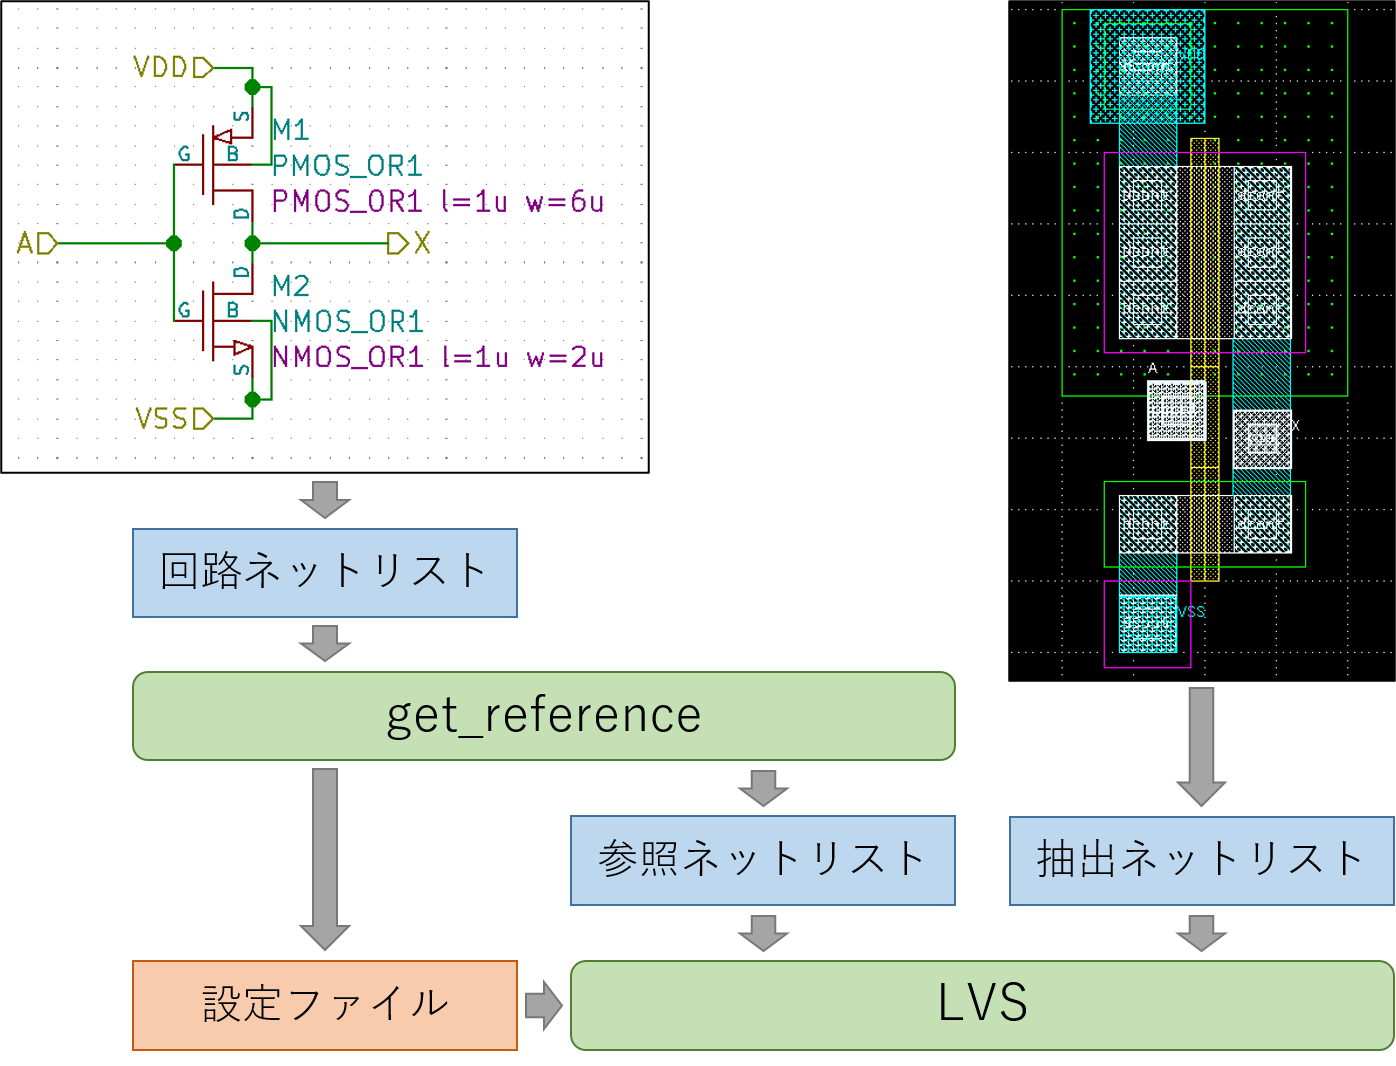 VDD
S
M1
G
B
PMOS_OR1
PMOS_OR1 l=1u w=6u
D
A
X
D
M2
G
B
NMOS_OR1
NMOS_OR1 l=1u w=2u
S
VSS
A
X
VSS
回路ネットリスト
get_reference
参照ネットリスト
抽出ネットリスト
設定ファイル
LVS